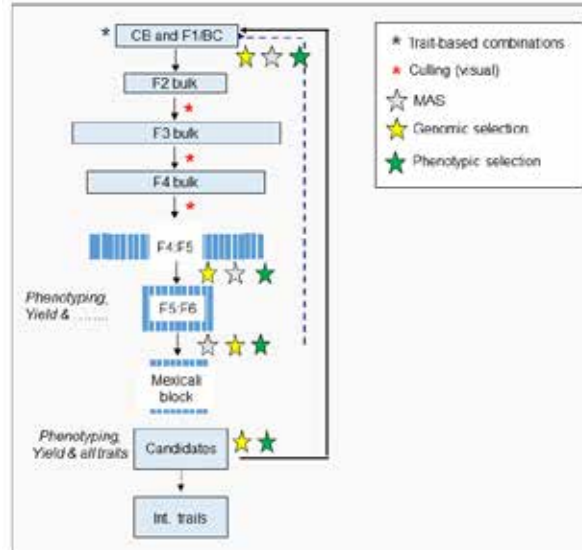 * CB and F1/BC
F2 bulk
*
F3 bulk
*
F4 bulk
*
F4:F5
Phenotyping,
Yield & .......
F5:F6
Mexicali
block
Phenotyping,
Yield & all traits
Candidates
Int. trails
* Trait-based combinations
* Culling (visual)
MAS
Genomic selection
Phenotypic selection